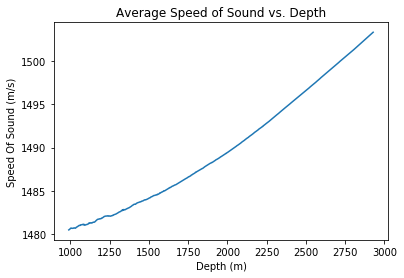 Average Speed of Sound vs. Depth
Speed Of Sound (m/s)
1500
1495
1490
1485
1480
1000 1250 1500 1750 2000 2250 2500 2750 3000
Depth (m)